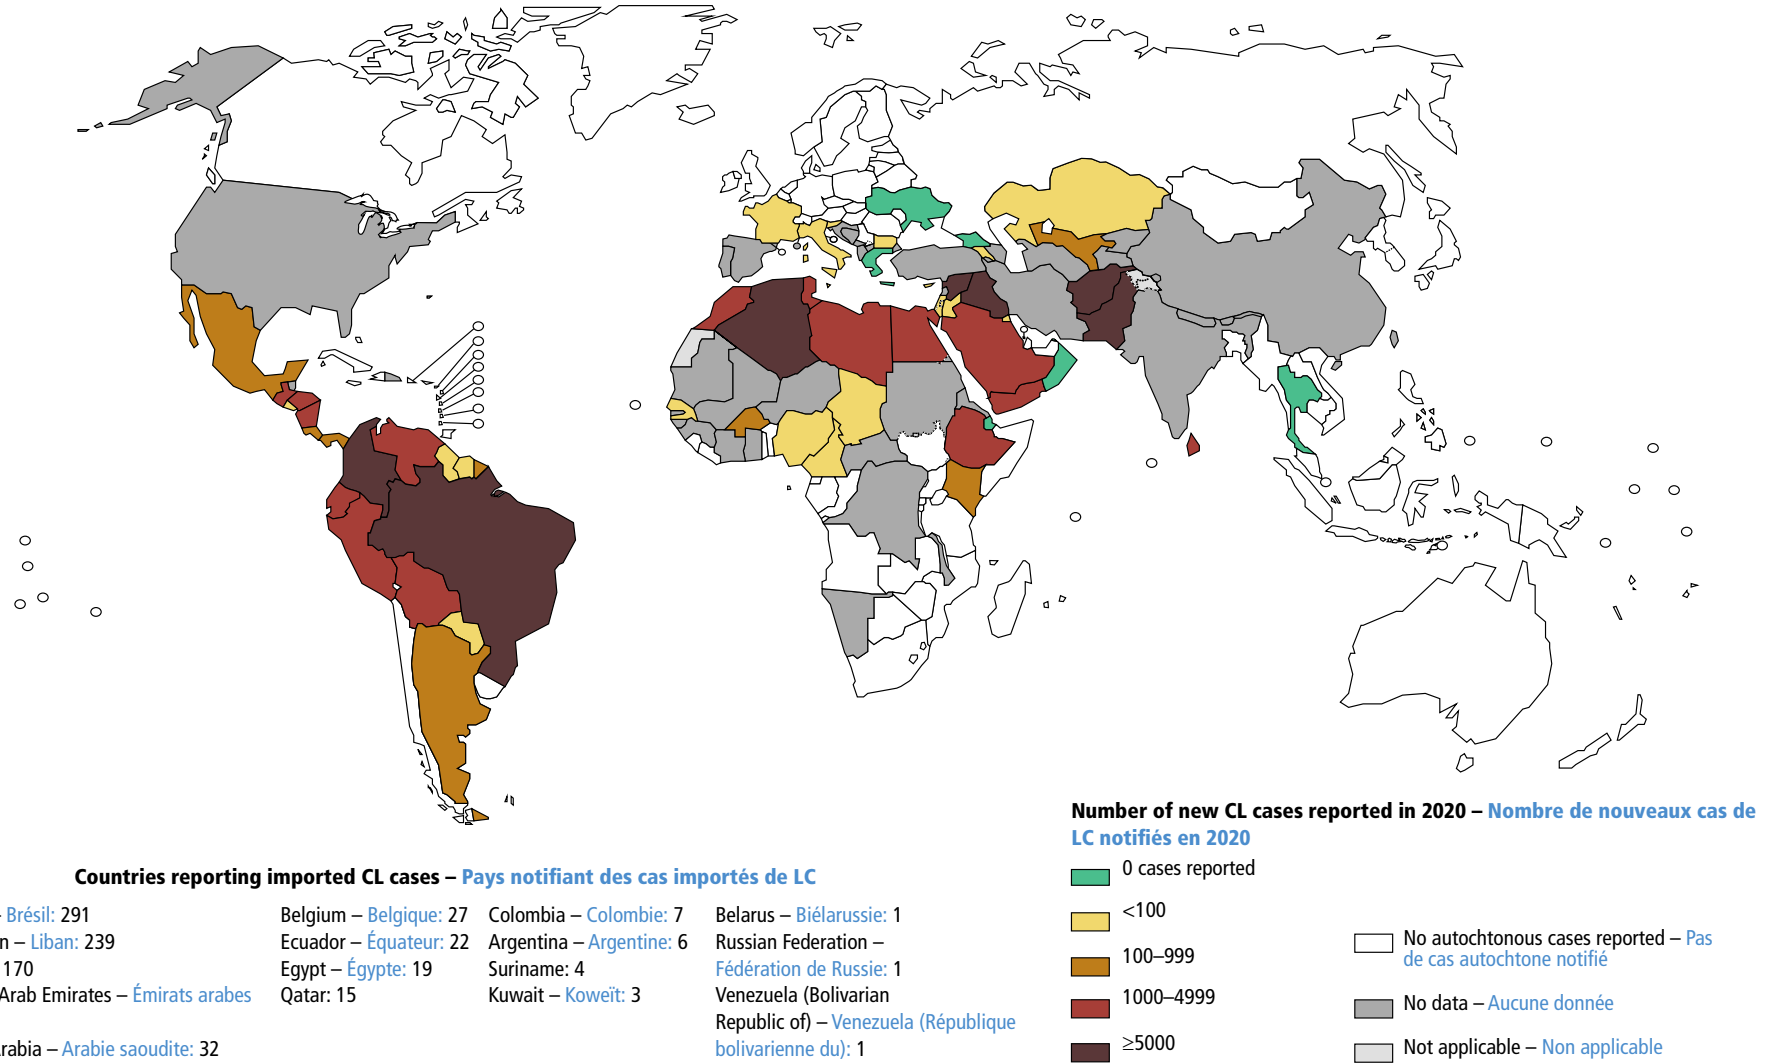 Number of new CL cases reported in 2020 – Nombre de nouveaux cas de
LC notifiés en 2020
0 cases reported
<100
100–999
1000–4999
≥5000
No autochtonous cases reported – Pas
de cas autochtone notifié
No data – Aucune donnée
Not applicable – Non applicable
Countries reporting imported CL cases – Pays notifiant des cas importés de LC
– Brésil: 291
n – Liban: 239
170
Arab Emirates – Émirats arabes
rabia – Arabie saoudite: 32
Belgium – Belgique: 27
Ecuador – Équateur: 22
Egypt – Égypte: 19
Qatar: 15
Colombia – Colombie: 7
Argentina – Argentine: 6
Suriname: 4
Kuwait – Koweït: 3
Belarus – Biélarussie: 1
Russian Federation –
Fédération de Russie: 1
Venezuela (Bolivarian
Republic of) – Venezuela (République
bolivarienne du): 1